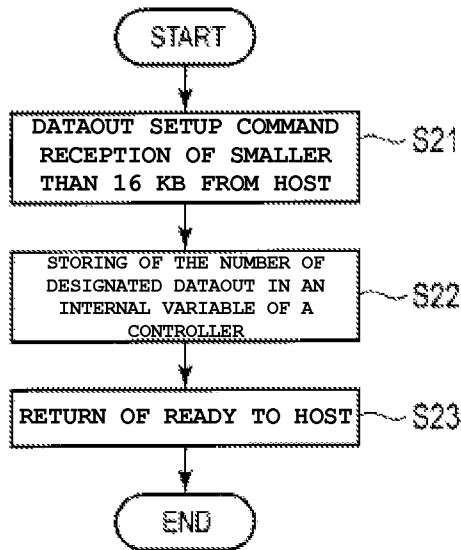 START
DATAOUT SETUP COMMAND
RECEPTION OF SMALLER
THAN 16 KB FROM HOST
S21
STORING OF THE NUMBER OF
DESIGNATED DATAOUT IN AN
INTERNAL VARIABLE OF A
CONTROLLER
S22
RETURN OF READY TO HOST
S23
END